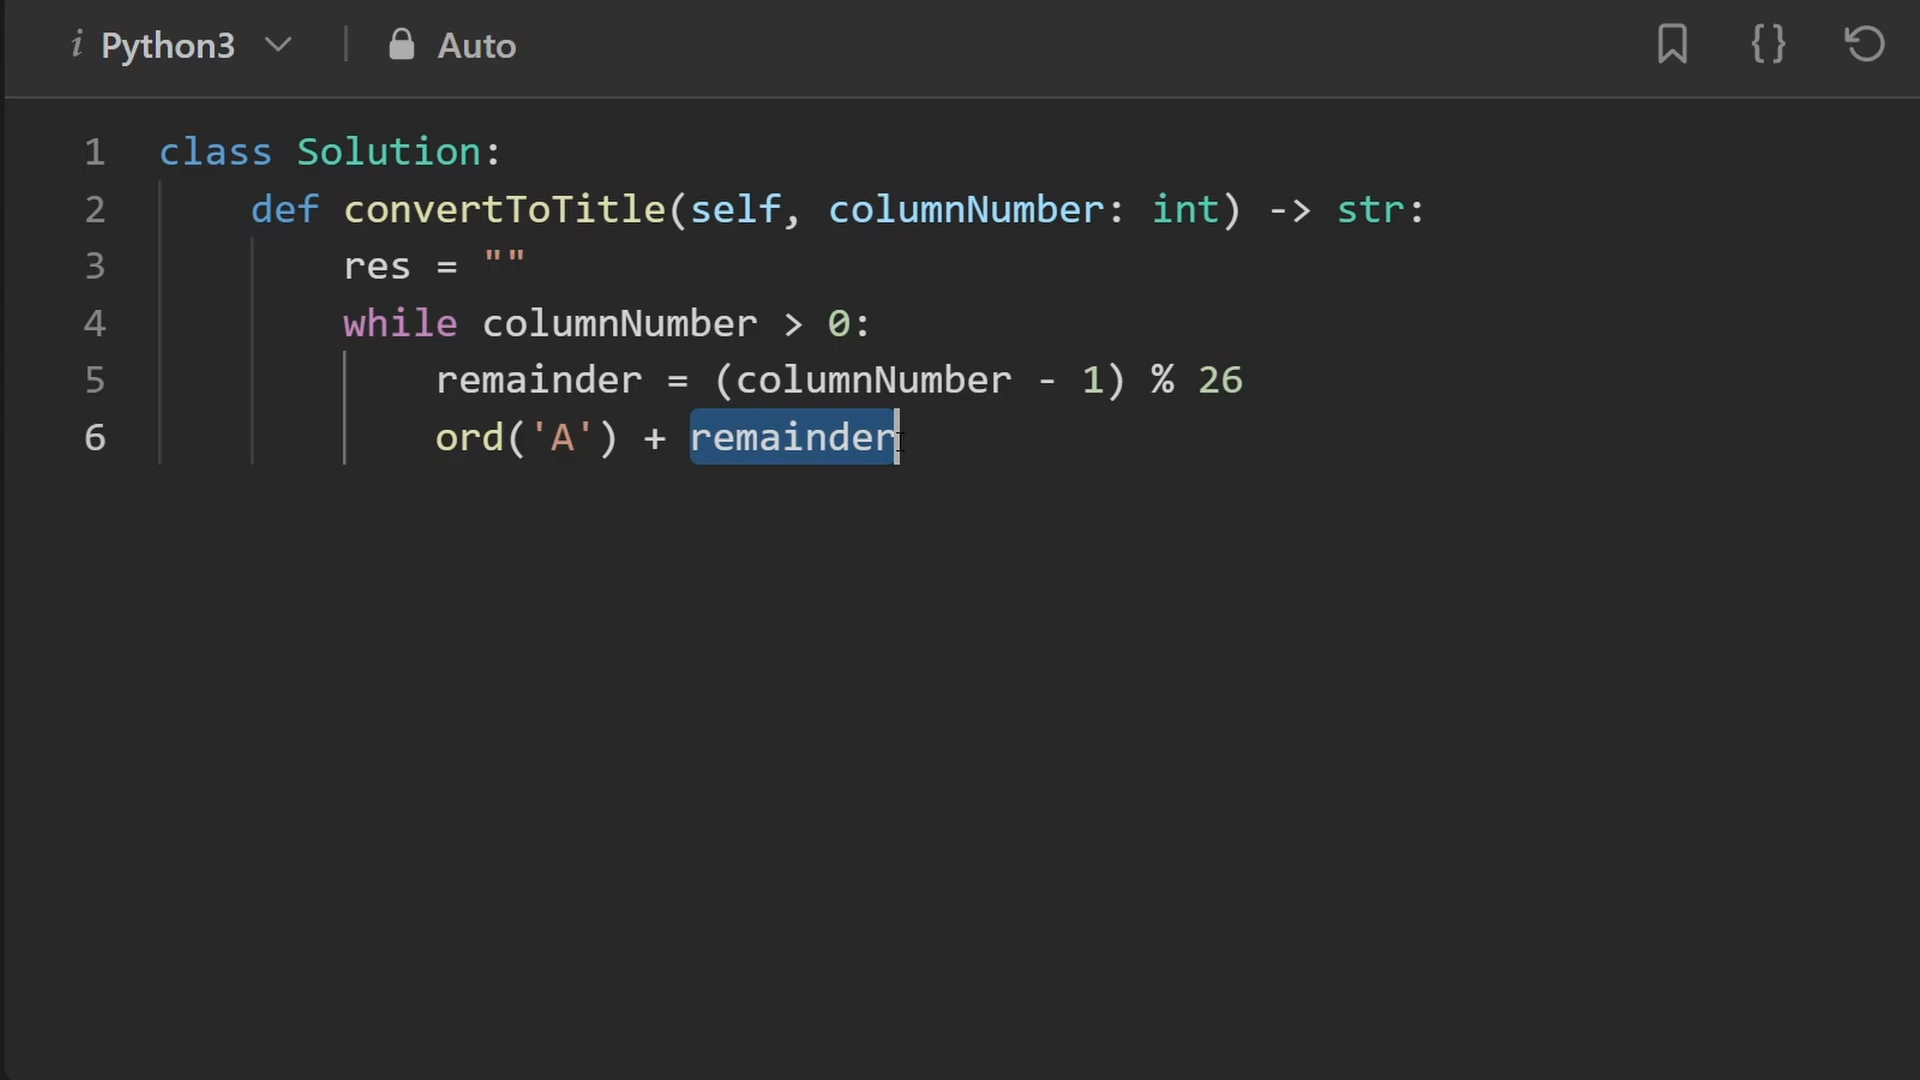 i Python3 Auto {}
1 class Solution:
2 def convertToTitle(self, columnNumber: int) -> str:
3 res = ""
4 while columnNumber > 0:
5 remainder = (columnNumber - 1) % 26
6 ord('A') + remainder